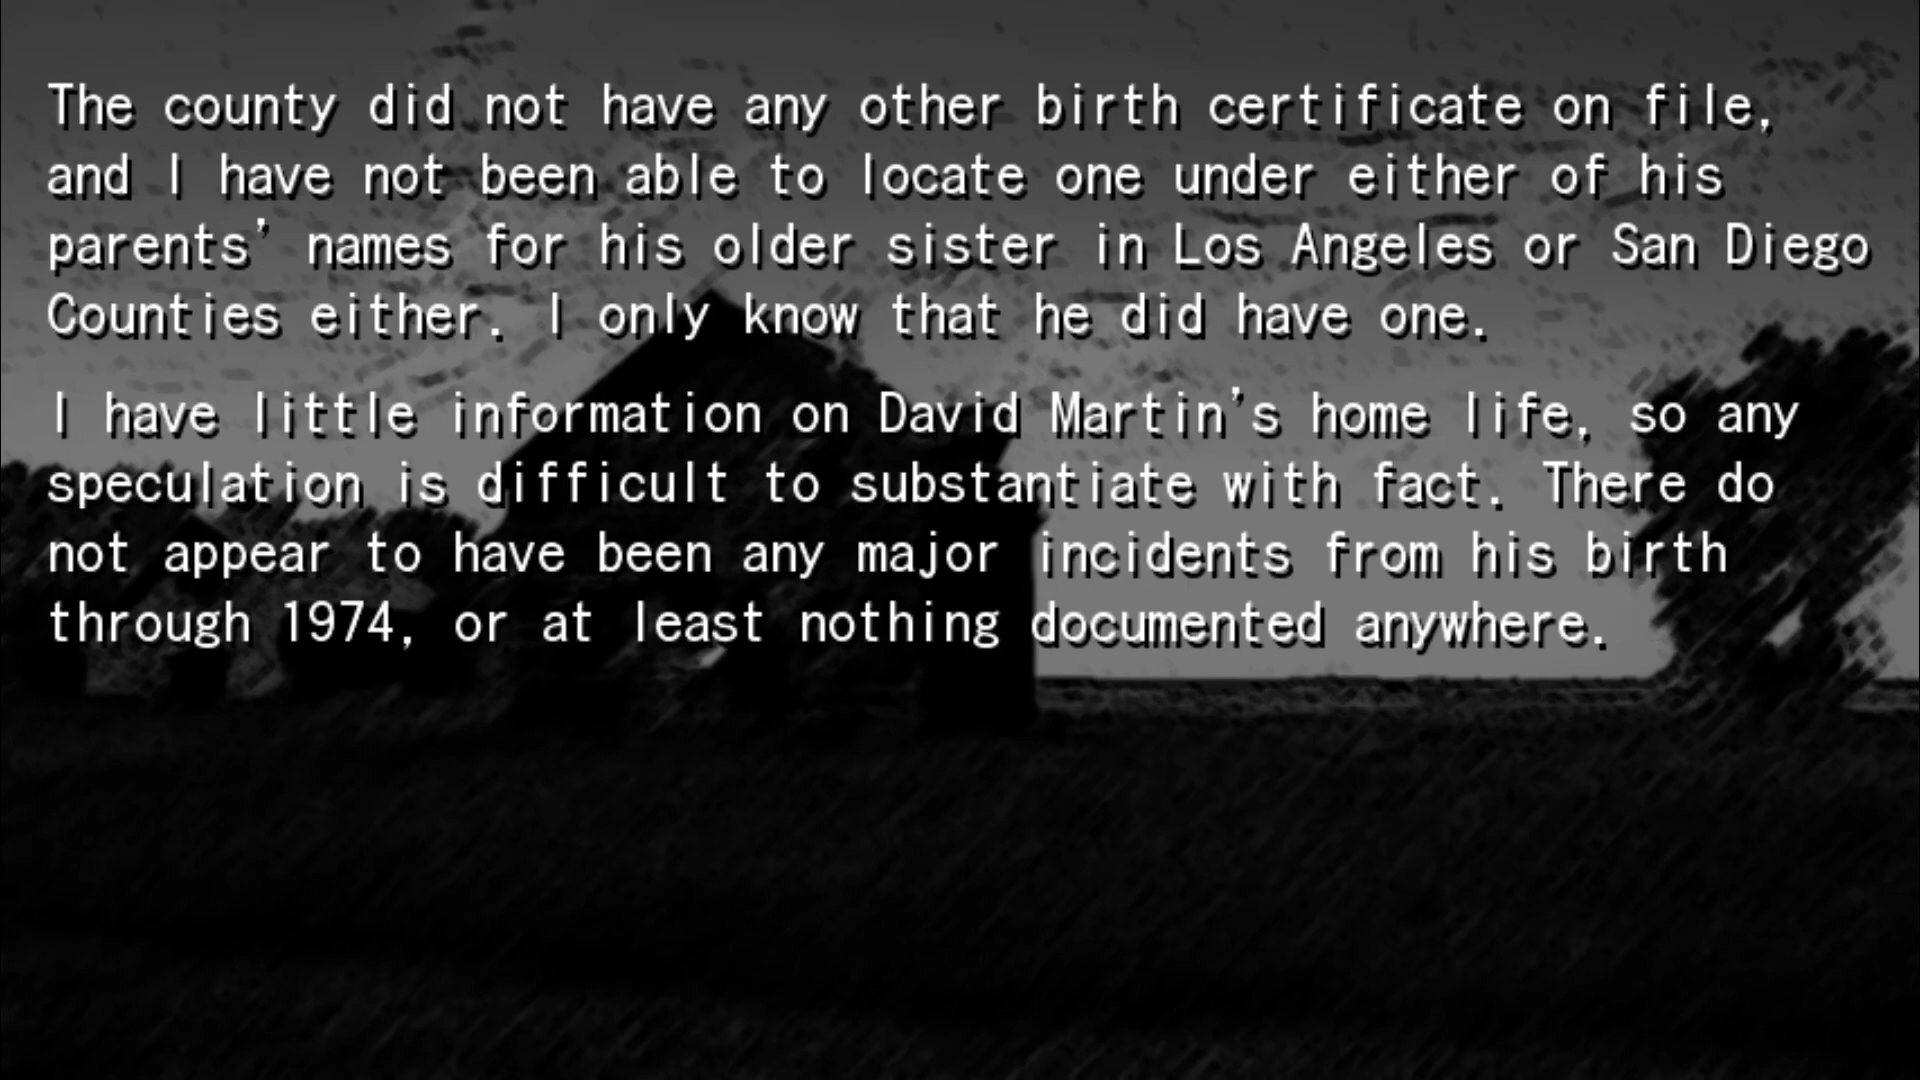 The county did not have any other birth certificate on file,
and I have not been able to locate one under either of his
parents' names for his older sister in Los Angeles or San Diego
Counties either. I only know that he did have one.
I have little information on David Martin's home life, so any
speculation is difficult to substantiate with fact. There do
not appear to have been any major incidents from his birth
through 1974, or at least nothing documented anywhere.